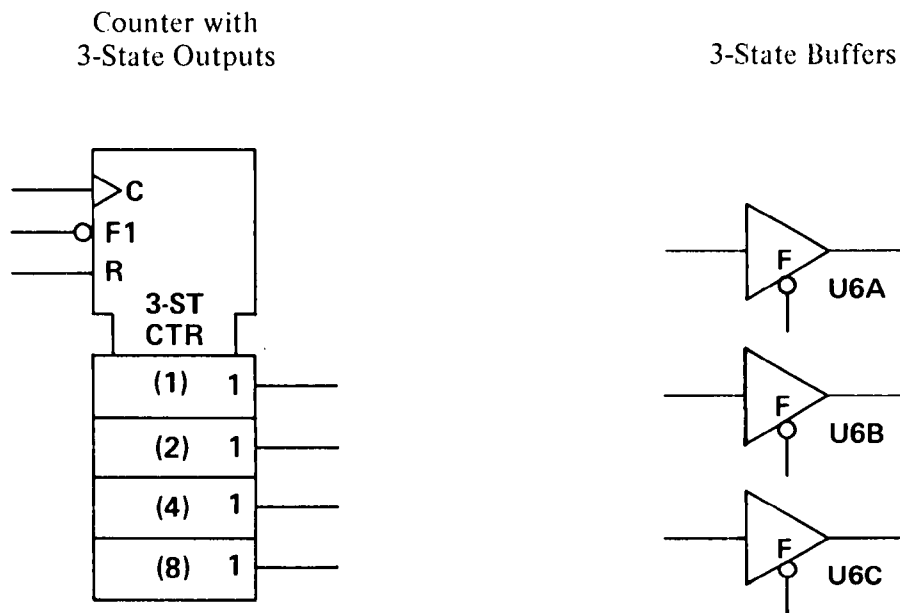 Counter with
3-State Outputs
3-State Buffers
C
F1
R
3-ST
CTR
(1) 1
(2) 1
(4) 1
(8) 1
F
U6A
F
U6B
F
U6C